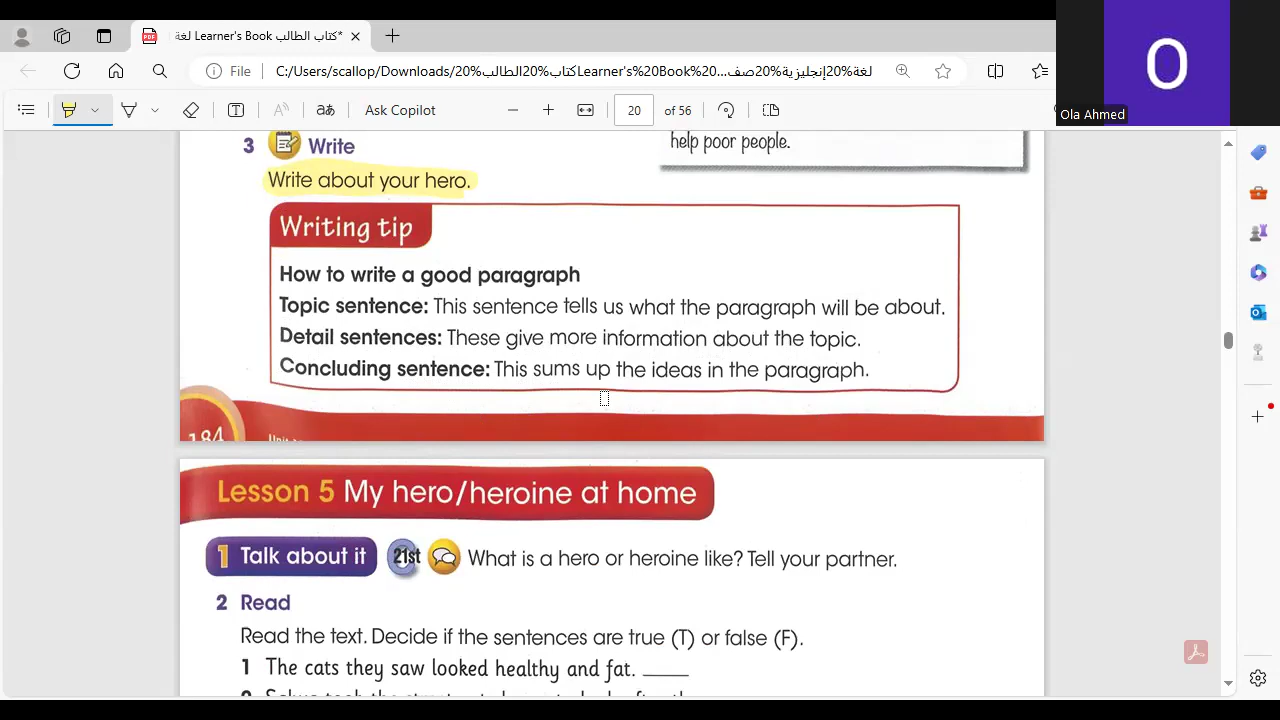 كتاب الطالب Learner's Book لغة*
File
C:/Users/scallop/Downloads/20%كتاب%20الطالبLearner's%20Book%20...لغة%20إنجليزية%20صف
Ask Copilot
20 of 56
O
Ola Ahmed
help poor people.
3 Write
Write about your hero.
Writing tip
How to write a good paragraph
Topic sentence: This sentence tells us what the paragraph will be about.
Detail sentences: These give more information about the topic.
Concluding sentence: This sums up the ideas in the paragraph.
184
Lesson 5 My hero/heroine at home
1 Talk about it 21st What is a hero or heroine like? Tell your partner.
2 Read
Read the text. Decide if the sentences are true (T) or false (F).
1 The cats they saw looked healthy and fat.